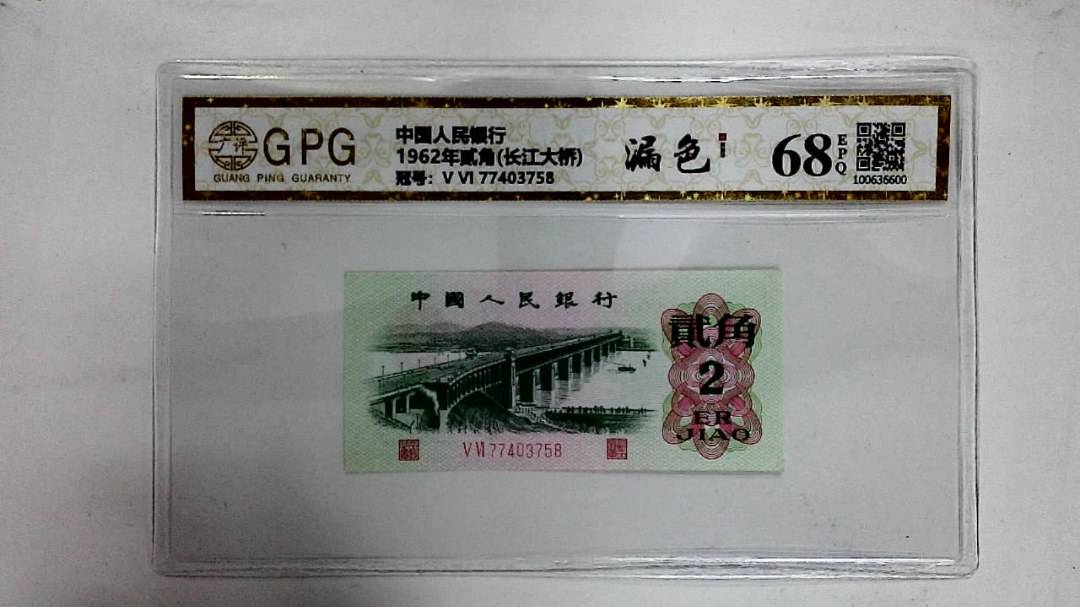 广评
GPG
GUANG PING GUARANTY
中国人民银行
1962年贰角(长江大桥)
冠号: V VI 77403758
漏色
68
EPQ
100636600
中國人民銀行
貳角
2
ER
JIAO
V VI 77403758